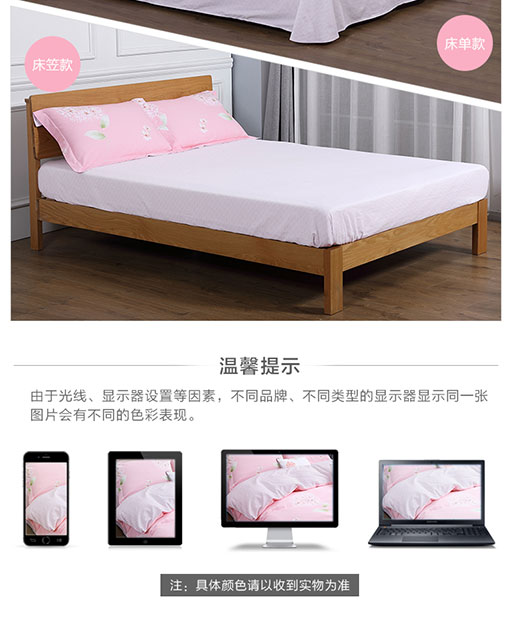 床单款
床笠款
温馨提示
由于光线、显示器设置等因素，不同品牌、不同类型的显示器显示同一张
图片会有不同的色彩表现。
注：具体颜色请以收到实物为准